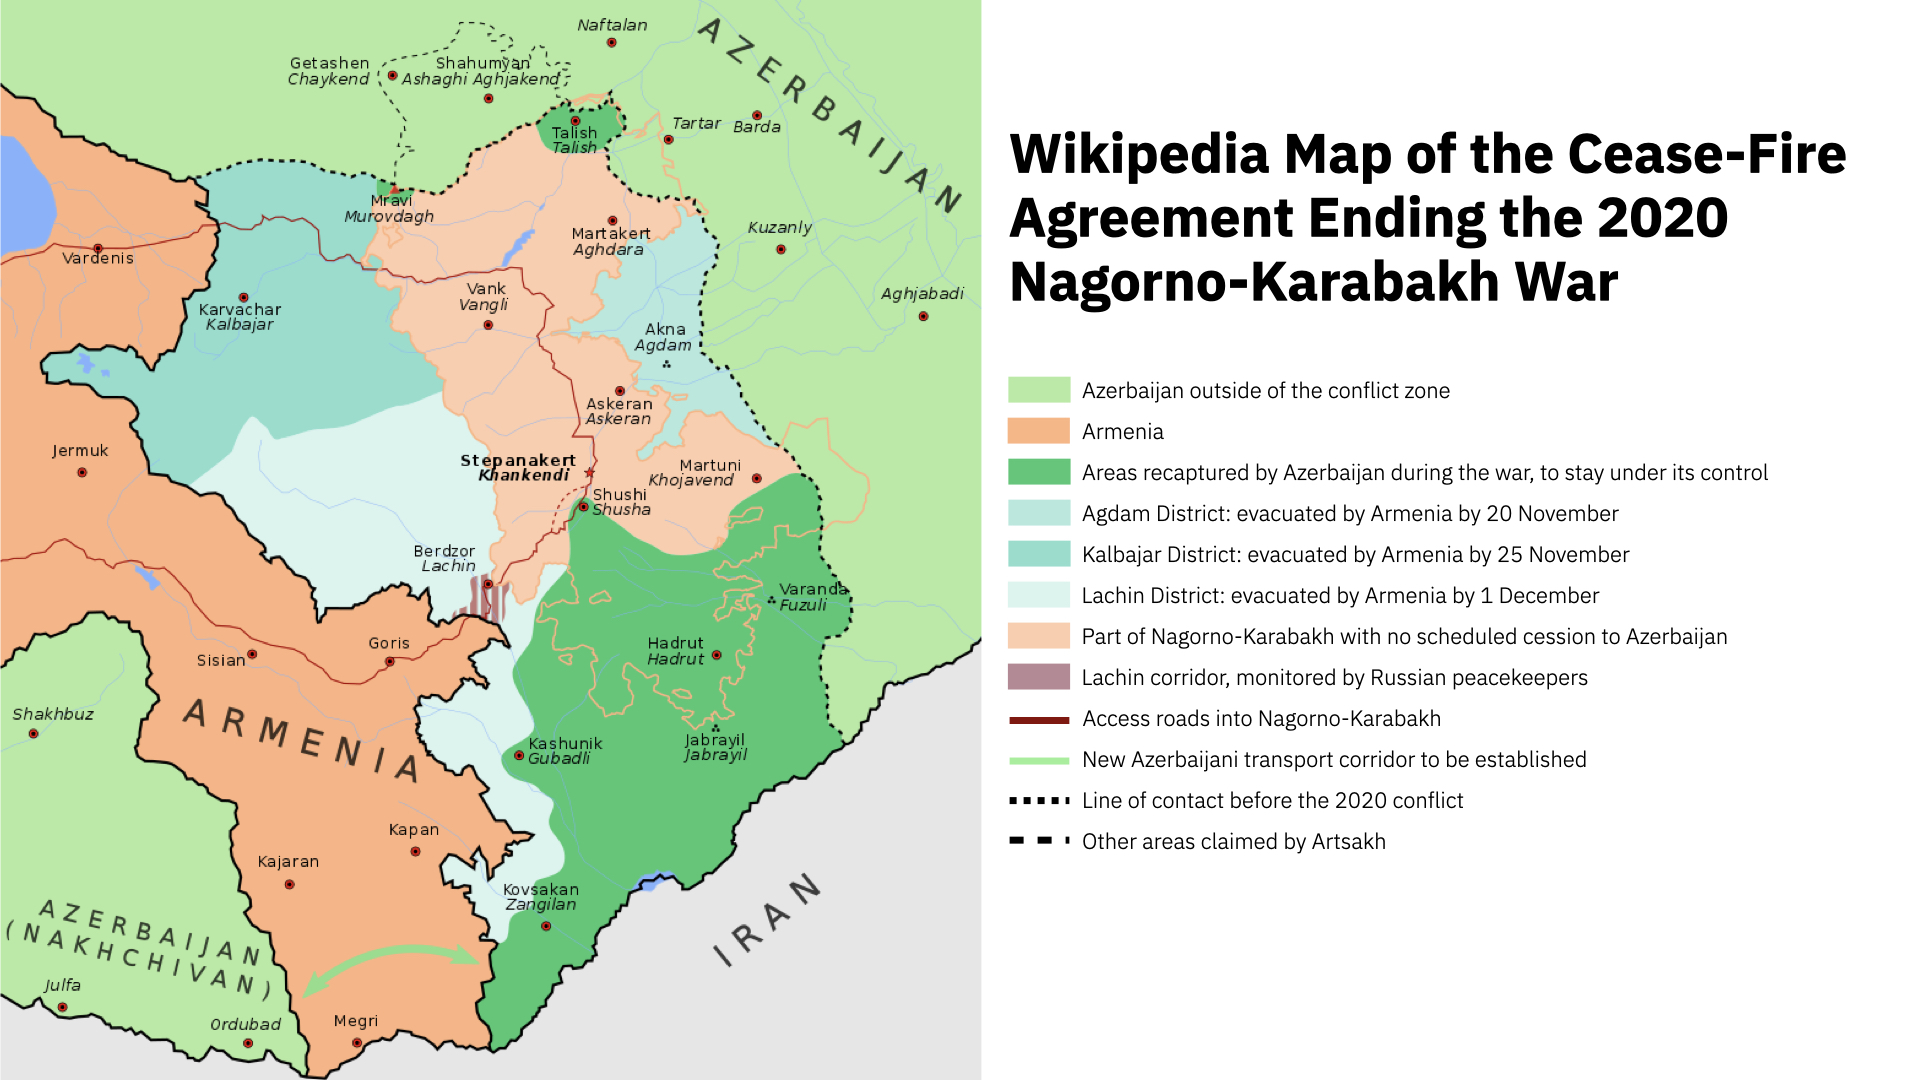 Naftalan
AZERBAIJAN
Getashen
Chaykend
Shahumyan
Ashaghi Aghjakend
Talish
Talish
Tartar
Barda
Mravi
Murovdagh
Martakert
Aghdara
Kuzanly
Vardenis
Karvachar
Kalbajar
Vank
Vangli
Aghjabadi
Akna
Agdam
Askeran
Askeran
Jermuk
Stepanakert
Khankendi
Martuni
Khojavend
Shushi
Shusha
Berdzor
Lachin
Varanda
Fuzuli
Goris
Sisian
Hadrut
Hadrut
Shakhbuz
ARMENIA
Kashunik
Gubadli
Jabrayil
Jabrayil
Kapan
Kajaran
Kovsakan
Zangilan
IRAN
AZERBAIJAN
(NAKHCHIVAN)
Julfa
Ordubad
Megri
Wikipedia Map of the Cease-Fire
Agreement Ending the 2020
Nagorno-Karabakh War
Azerbaijan outside of the conflict zone
Armenia
Areas recaptured by Azerbaijan during the war, to stay under its control
Agdam District: evacuated by Armenia by 20 November
Kalbajar District: evacuated by Armenia by 25 November
Lachin District: evacuated by Armenia by 1 December
Part of Nagorno-Karabakh with no scheduled cession to Azerbaijan
Lachin corridor, monitored by Russian peacekeepers
Access roads into Nagorno-Karabakh
New Azerbaijani transport corridor to be established
Line of contact before the 2020 conflict
Other areas claimed by Artsakh